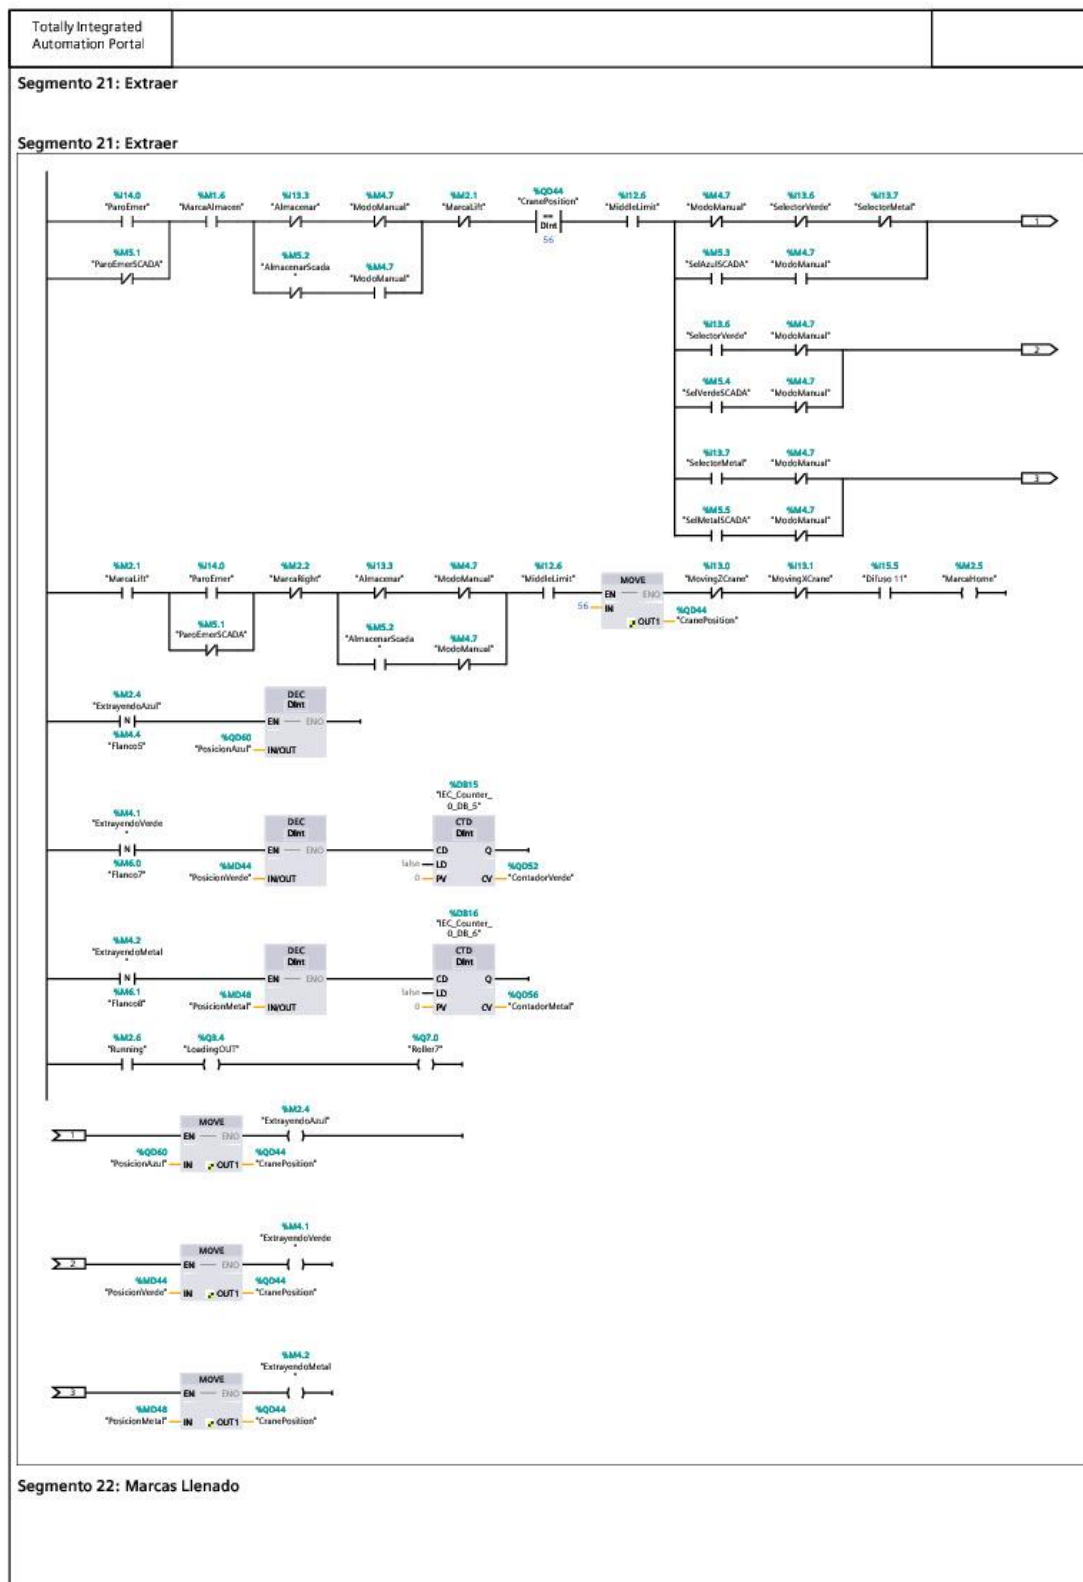 Totally Integrated
Automation Portal
Segmento 21: Extraer
Segmento 21: Extraer
%I14.0 %M1.6 %I13.3 %M4.7 %M2.1 %QD44 %I12.6 %M4.7 %I13.6 %I13.7
"ParoEmer" "MarcaAlmacen" "Almacenar" "ModoManual" "MarcaLift" "CranePosition" "MiddleLimit" "ModoManual" "SelectorVerde" "SelectorMetal"
==
DInt
56
1
%M5.1 %M5.2 %M4.7 %M5.3 %M4.7
"ParoEmerSCADA" "AlmacenarScada
" "ModoManual" "SelAzulSCADA" "ModoManual"
%I13.6 %M4.7
"SelectorVerde" "ModoManual"
2
%M5.4 %M4.7
"SelVerdeSCADA" "ModoManual"
%I13.7 %M4.7
"SelectorMetal" "ModoManual"
3
%M5.5 %M4.7
"SelMetalSCADA" "ModoManual"
%M2.1 %I14.0 %M2.2 %I13.3 %M4.7 %I12.6 %I13.0 %I13.1 %I15.5 %M2.5
"MarcaLift" "ParoEmer" "MarcaRight" "Almacenar" "ModoManual" "MiddleLimit" MOVE "MovingZCrane" "MovingXCrane" "Difuso 11" "MarcaHome"
EN ENO
56 IN %QD44
OUT1 "CranePosition"
%M5.1 %M5.2 %M4.7
"ParoEmerSCADA" "AlmacenarScada
" "ModoManual"
%M2.4 DEC
"ExtrayendoAzul" DInt
N EN ENO
%M4.4 %QD60
"Flanco5" "PosicionAzul" IN/OUT
%DB15
"IEC_Counter_
0_DB_5"
%M4.1 DEC CTD
"ExtrayendoVerde
" DInt DInt
N EN ENO CD Q
%M6.0 %MD44 false LD %QD52
"Flanco7" "PosicionVerde" IN/OUT 0 PV CV "ContadorVerde"
%DB16
"IEC_Counter_
0_DB_6"
%M4.2 DEC CTD
"ExtrayendoMetal
" DInt DInt
N EN ENO CD Q
%M6.1 %MD48 false LD %QD56
"Flanco8" "PosicionMetal" IN/OUT 0 PV CV "ContadorMetal"
%M2.6 %Q3.4 %Q7.0
"Running" "LoadingOUT" "Roller7"
%M2.4
MOVE "ExtrayendoAzul"
1 EN ENO
%QD60 %QD44
"PosicionAzul" IN OUT1 "CranePosition"
%M4.1
"ExtrayendoVerde
"
MOVE
2 EN ENO
%MD44 %QD44
"PosicionVerde" IN OUT1 "CranePosition"
%M4.2
"ExtrayendoMetal
"
MOVE
3 EN ENO
%MD48 %QD44
"PosicionMetal" IN OUT1 "CranePosition"
Segmento 22: Marcas Llenado